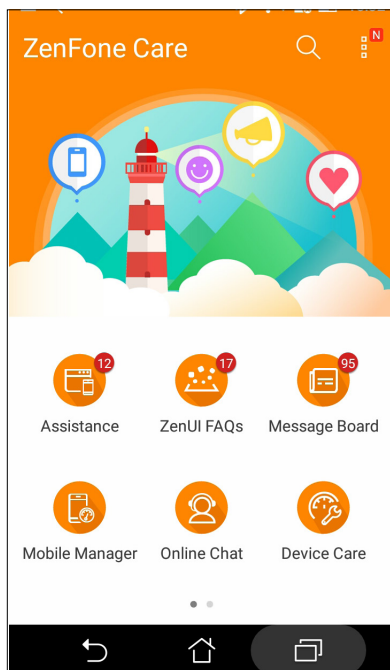 ZenFone Care
N
12
17
95
Assistance
ZenUI FAQs
Message Board
Mobile Manager
Online Chat
Device Care